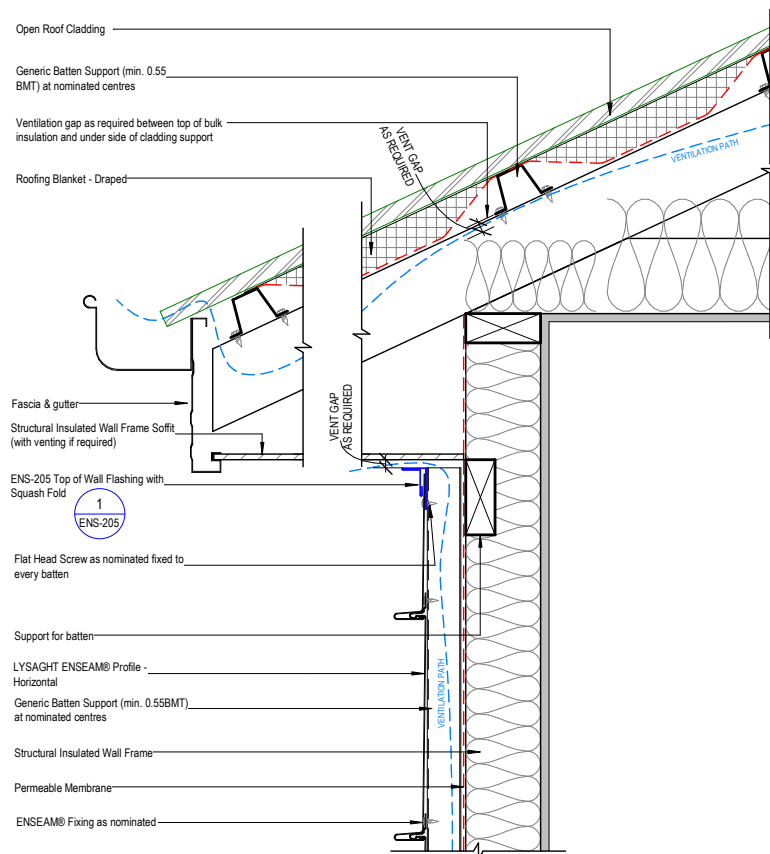 Open Roof Cladding
Generic Batten Support (min. 0.55
BMT) at nominated centres
Ventilation gap as required between top of bulk
insulation and under side of cladding support
Roofing Blanket - Draped
VENT GAP
AS REQUIRED
VENTILATION PATH
Fascia & gutter
Structural Insulated Wall Frame Soffit
(with venting if required)
VENT GAP
AS REQUIRED
ENS-205 Top of Wall Flashing with
Squash Fold
1
ENS-205
Flat Head Screw as nominated fixed to
every batten
Support for batten
LYSAGHT ENSEAM® Profile -
Horizontal
Generic Batten Support (min. 0.55BMT)
at nominated centres
VENTILATION PATH
Structural Insulated Wall Frame
Permeable Membrane
ENSEAM® Fixing as nominated